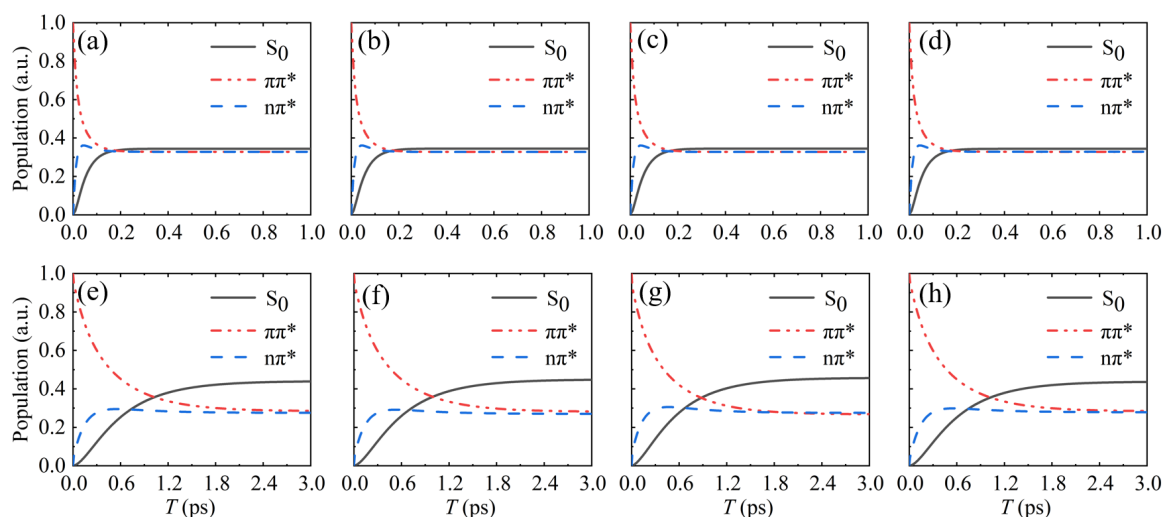 (a) S₀ ππ* nπ*
(b) S₀ ππ* nπ*
(c) S₀ ππ* nπ*
(d) S₀ ππ* nπ*
Population (a.u.)
1.0
0.8
0.6
0.4
0.2
0.0
0.0 0.2 0.4 0.6 0.8 1.0
0.0 0.2 0.4 0.6 0.8 1.0
0.0 0.2 0.4 0.6 0.8 1.0
0.0 0.2 0.4 0.6 0.8 1.0
(e) S₀ ππ* nπ*
(f) S₀ ππ* nπ*
(g) S₀ ππ* nπ*
(h) S₀ ππ* nπ*
Population (a.u.)
1.0
0.8
0.6
0.4
0.2
0.0
0.0 0.6 1.2 1.8 2.4 3.0
0.0 0.6 1.2 1.8 2.4 3.0
0.0 0.6 1.2 1.8 2.4 3.0
0.0 0.6 1.2 1.8 2.4 3.0
T (ps)
T (ps)
T (ps)
T (ps)